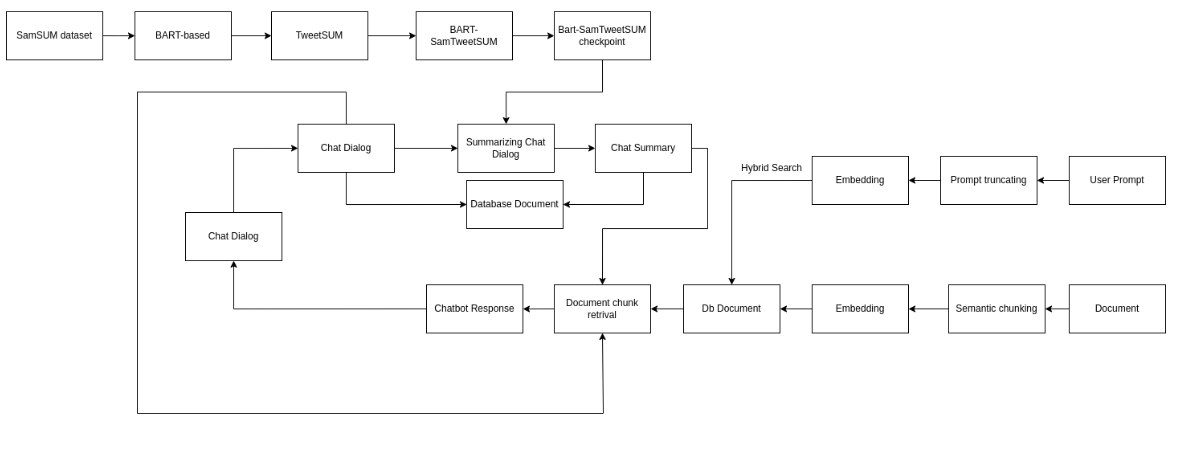 SamSUM dataset
BART-based
TweetSUM
BART-
SamTweetSUM
Bart-SamTweetSUM
checkpoint
Chat Dialog
Summarizing Chat
Dialog
Chat Summary
Hybrid Search
Embedding
Prompt truncating
User Prompt
Database Document
Chat Dialog
Chatbot Response
Document chunk
retrival
Db Document
Embedding
Semantic chunking
Document